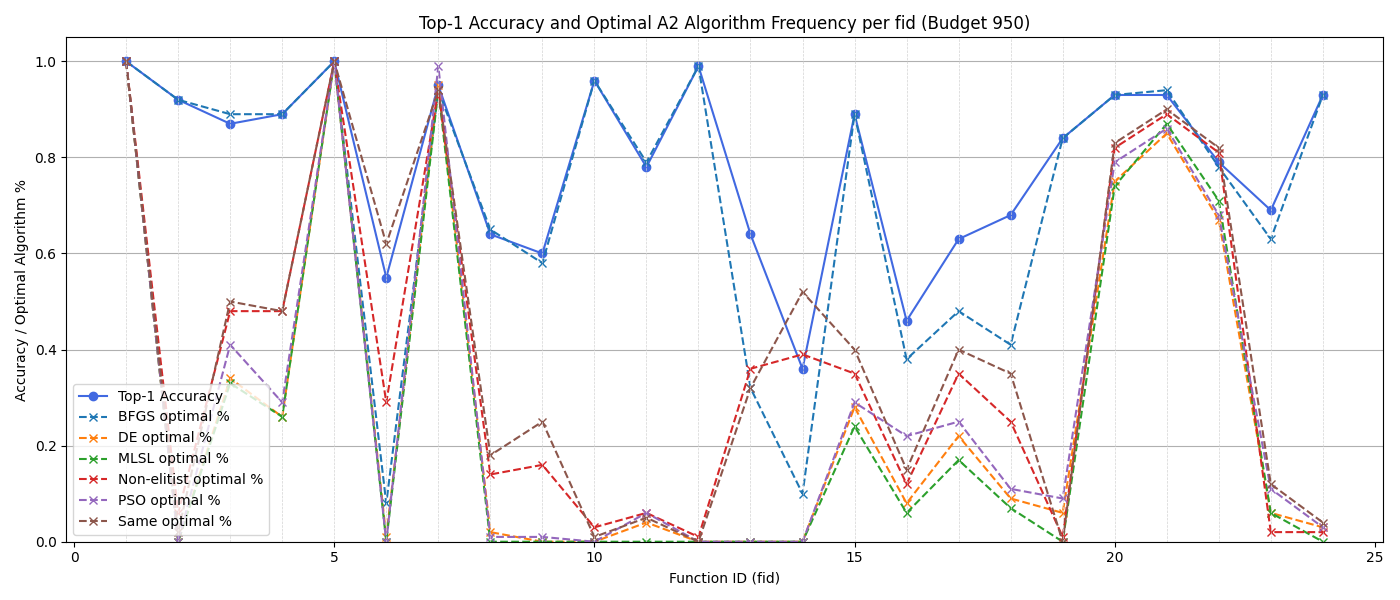 Top-1 Accuracy and Optimal A2 Algorithm Frequency per fid (Budget 950)
Accuracy / Optimal Algorithm %
1.0
0.8
0.6
0.4
0.2
0.0
Top-1 Accuracy
BFGS optimal %
DE optimal %
MLSL optimal %
Non-elitist optimal %
PSO optimal %
Same optimal %
0 5 10 15 20 25
Function ID (fid)